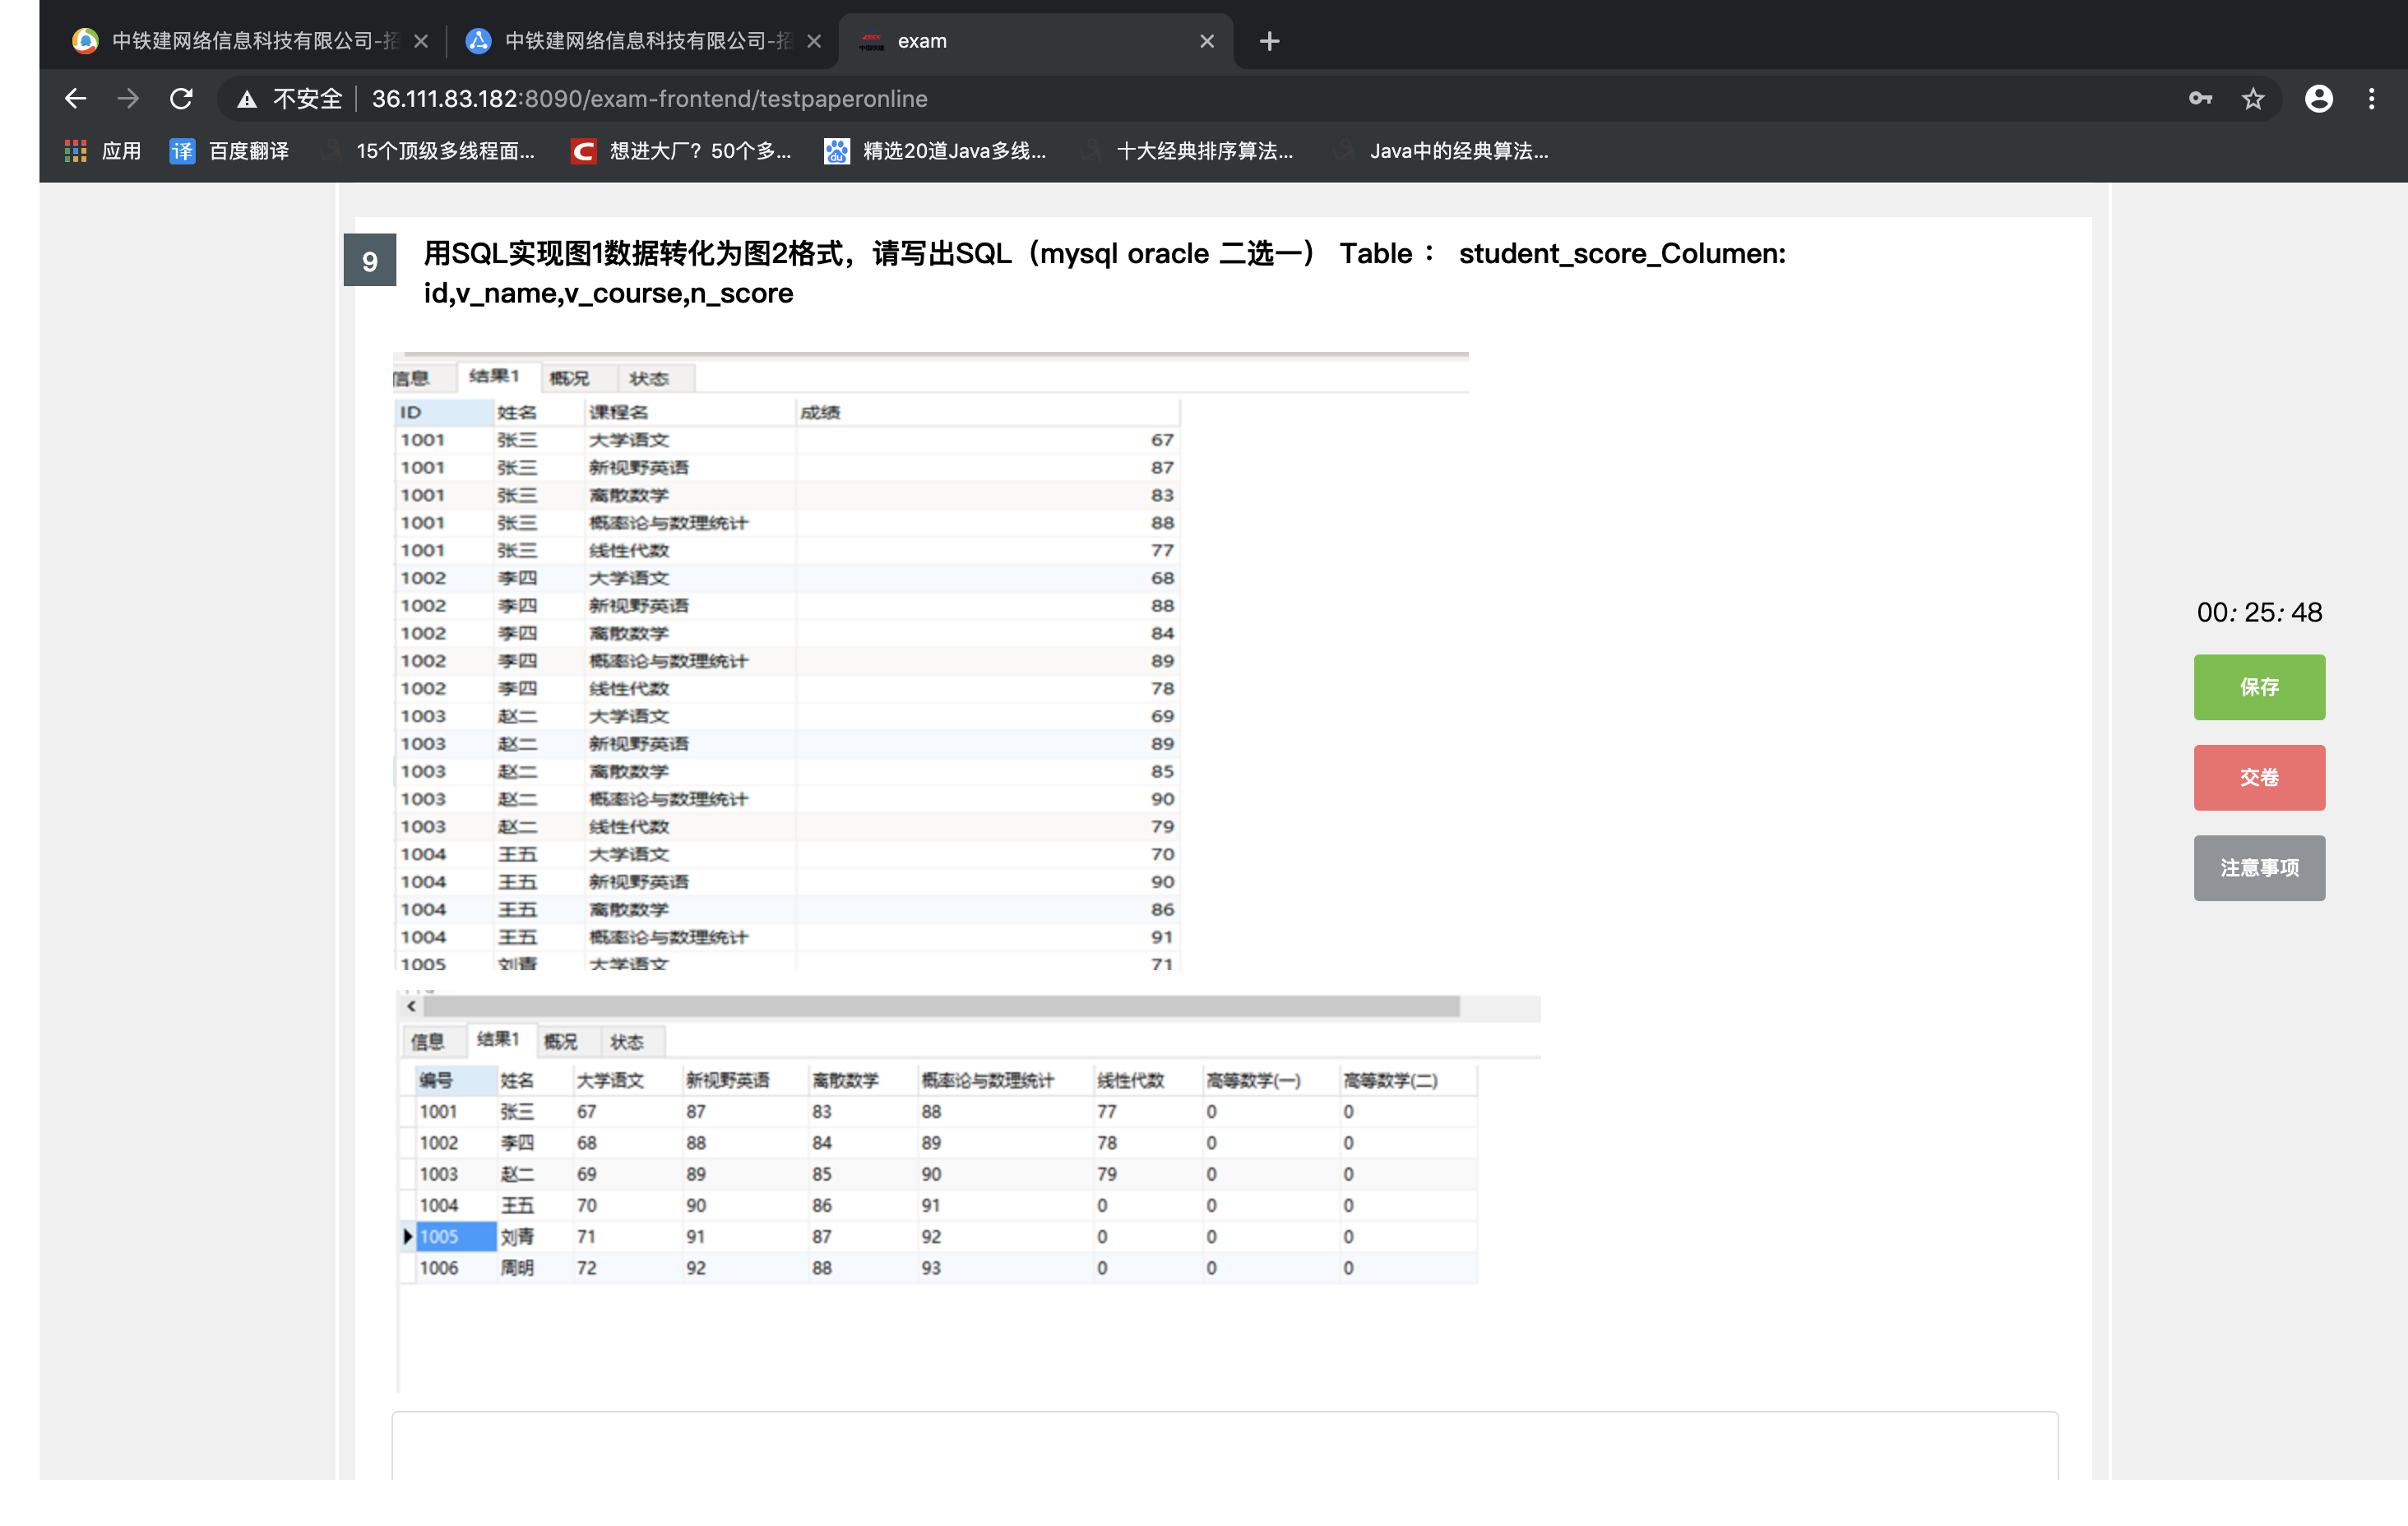 中铁建网络信息科技有限公司-招
中铁建网络信息科技有限公司-招
exam
不安全
36.111.83.182:8090/exam-frontend/testpaperonline
应用
百度翻译
15个顶级多线程面...
想进大厂？50个多...
精选20道Java多线...
十大经典排序算法...
Java中的经典算法...
9
用SQL实现图1数据转化为图2格式，请写出SQL（mysql oracle 二选一） Table： student_score_Columen:
id,v_name,v_course,n_score
信息 结果1 概况 状态
ID 姓名 课程名 成绩
1001 张三 大学语文 67
1001 张三 新视野英语 87
1001 张三 离散数学 83
1001 张三 概率论与数理统计 88
1001 张三 线性代数 77
1002 李四 大学语文 68
1002 李四 新视野英语 88
1002 李四 离散数学 84
1002 李四 概率论与数理统计 89
1002 李四 线性代数 78
1003 赵二 大学语文 69
1003 赵二 新视野英语 89
1003 赵二 离散数学 85
1003 赵二 概率论与数理统计 90
1003 赵二 线性代数 79
1004 王五 大学语文 70
1004 王五 新视野英语 90
1004 王五 离散数学 86
1004 王五 概率论与数理统计 91
1005 刘青 大学语文 71
信息 结果1 概况 状态
编号 姓名 大学语文 新视野英语 离散数学 概率论与数理统计 线性代数 高等数学(一) 高等数学(二)
1001 张三 67 87 83 88 77 0 0
1002 李四 68 88 84 89 78 0 0
1003 赵二 69 89 85 90 79 0 0
1004 王五 70 90 86 91 0 0 0
1005 刘青 71 91 87 92 0 0 0
1006 周明 72 92 88 93 0 0 0
00: 25: 48
保存
交卷
注意事项